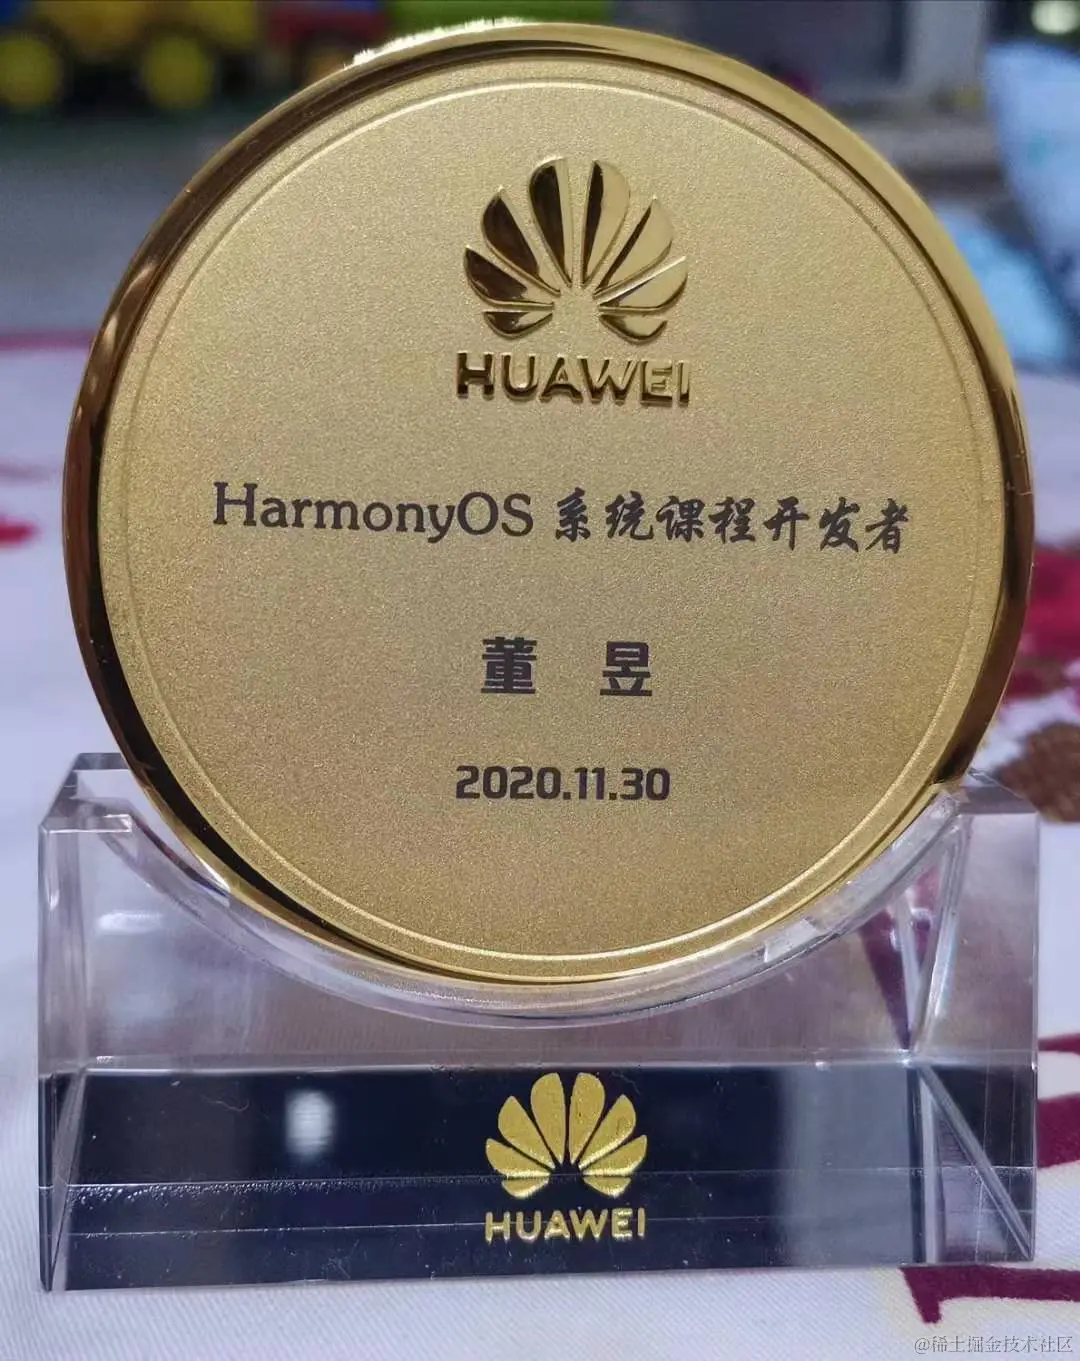 HUAWEI
HarmonyOS 系统课程开发者
董 昱
2020.11.30
HUAWEI
@稀土掘金技术社区